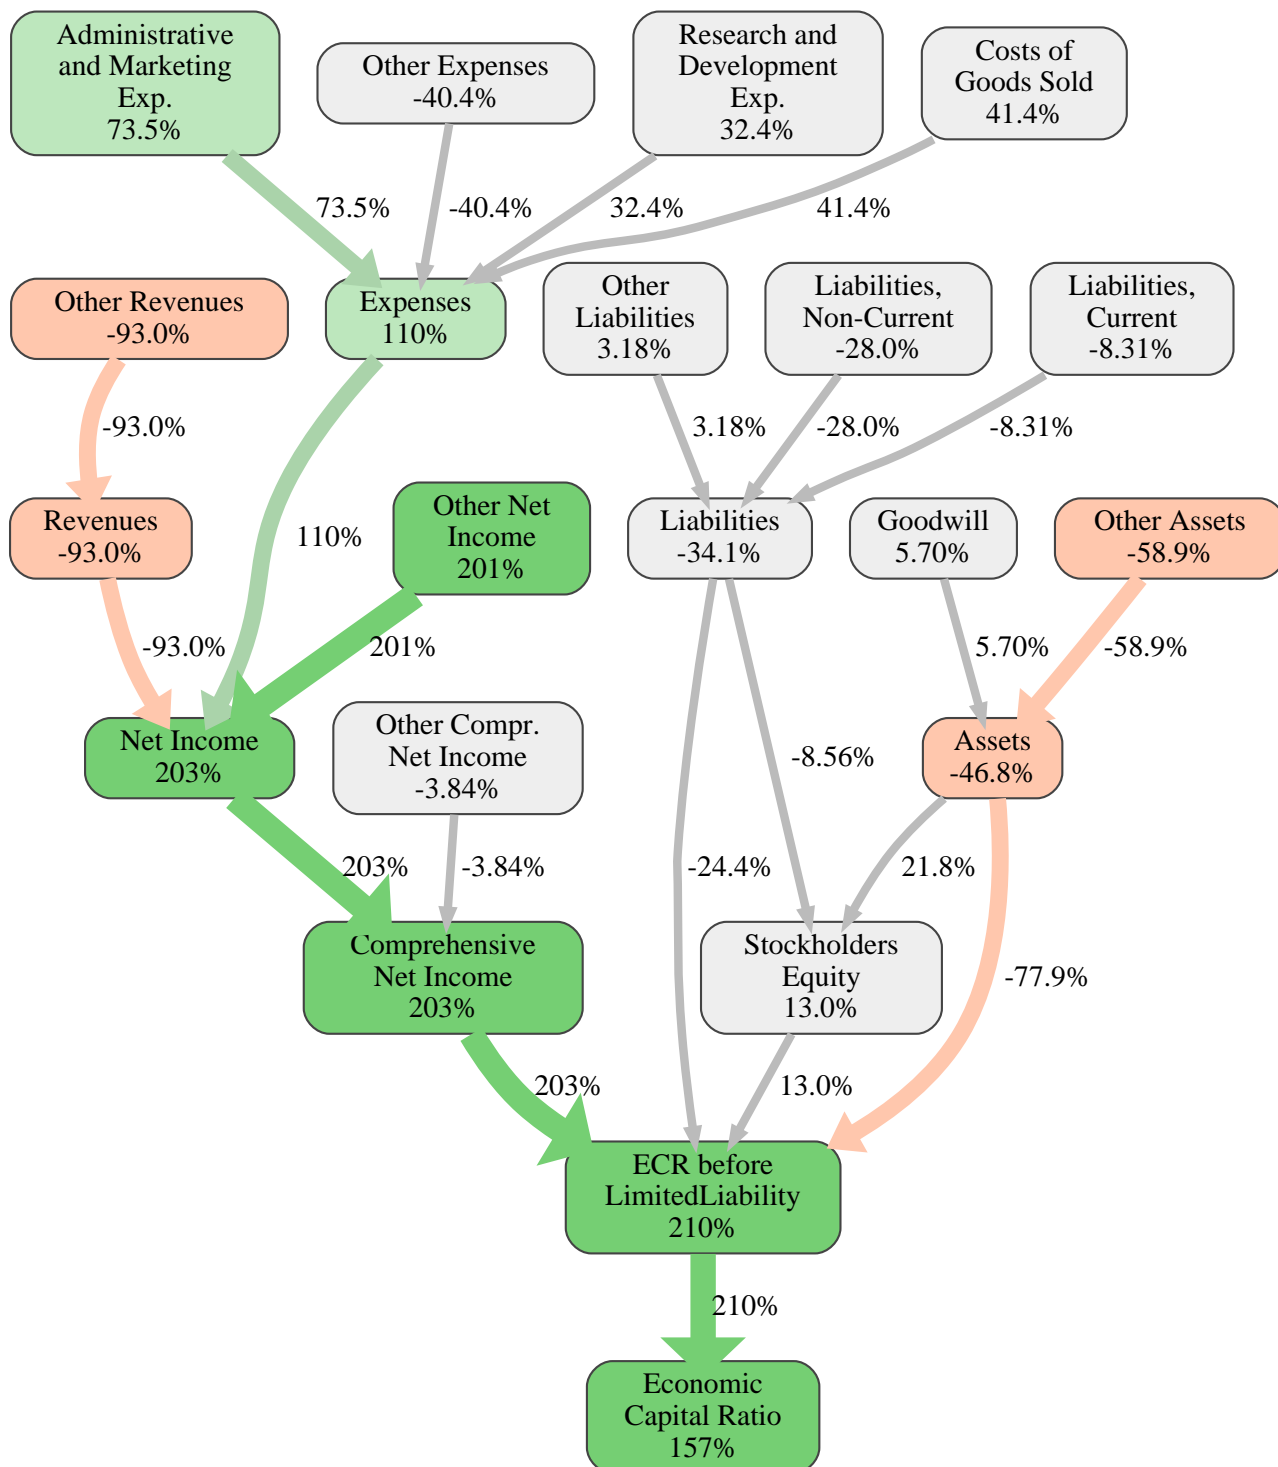 Administrative
and Marketing
Exp.
73.5%
Other Expenses
-40.4%
Research and
Development
Exp.
32.4%
Costs of
Goods Sold
41.4%
73.5%
-40.4%
32.4%
41.4%
Other Revenues
-93.0%
Expenses
110%
Other
Liabilities
3.18%
Liabilities,
Non-Current
-28.0%
Liabilities,
Current
-8.31%
-93.0%
3.18%
-28.0%
-8.31%
Revenues
-93.0%
110%
Other Net
Income
201%
Liabilities
-34.1%
Goodwill
5.70%
Other Assets
-58.9%
-93.0%
201%
5.70%
-58.9%
Net Income
203%
Other Compr.
Net Income
-3.84%
-8.56%
Assets
-46.8%
203%
-3.84%
-24.4%
21.8%
Comprehensive
Net Income
203%
Stockholders
Equity
13.0%
-77.9%
203%
13.0%
ECR before
LimitedLiability
210%
210%
Economic
Capital Ratio
157%